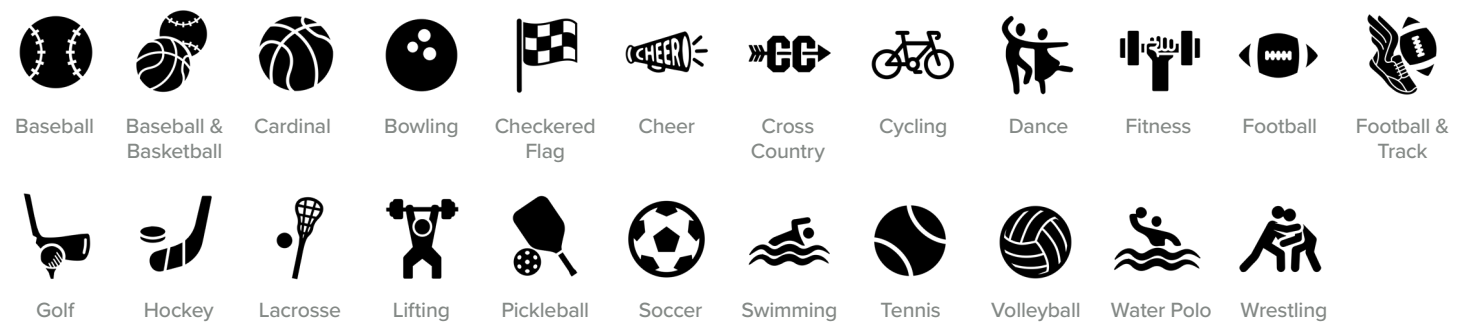 CHEER
CC
Baseball
Baseball &
Basketball
Cardinal
Bowling
Checkered
Flag
Cheer
Cross
Country
Cycling
Dance
Fitness
Football
Football &
Track
Golf
Hockey
Lacrosse
Lifting
Pickleball
Soccer
Swimming
Tennis
Volleyball
Water Polo
Wrestling